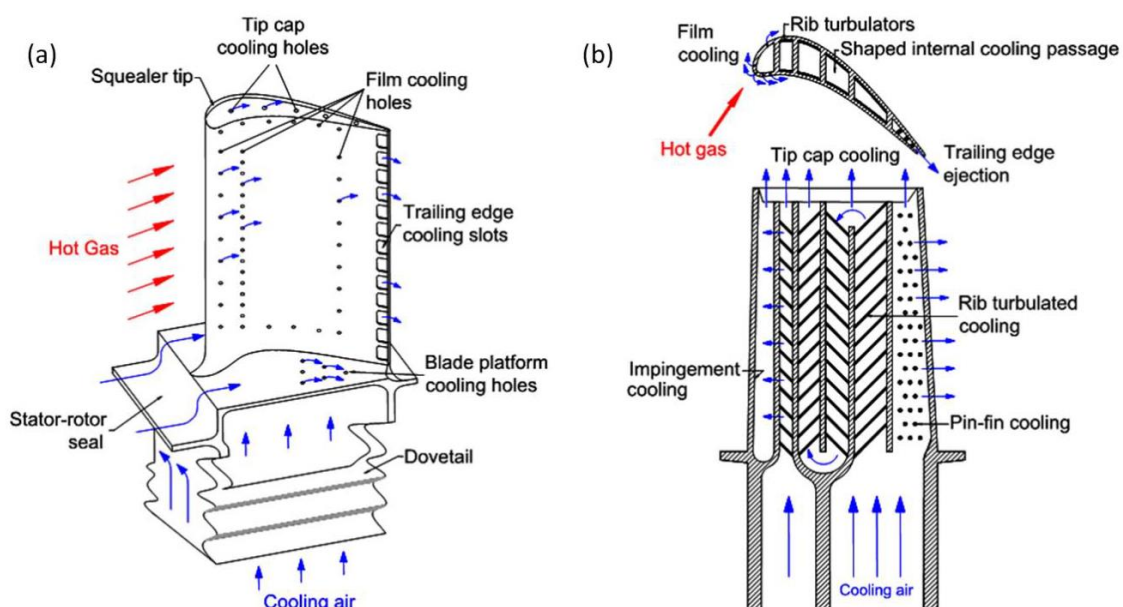 (a)
Tip cap
cooling holes
Squealer tip
Film cooling
holes
Hot Gas
Trailing edge
cooling slots
Blade platform
cooling holes
Stator-rotor
seal
Dovetail
Cooling air
(b)
Film
cooling
Rib turbulators
Shaped internal cooling passage
Hot gas
Tip cap cooling
Trailing edge
ejection
Rib turbulated
cooling
Impingement
cooling
Pin-fin cooling
Cooling air